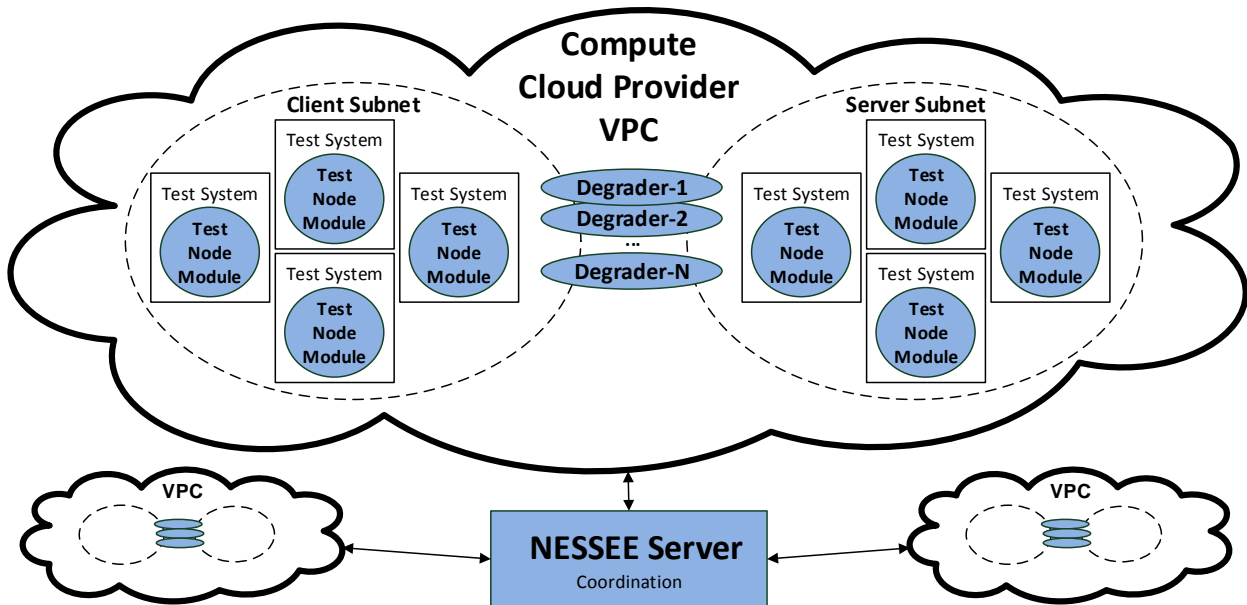 Compute
Cloud Provider
VPC
Client Subnet
Test System
Test
Node
Module
Test System
Test
Node
Module
Test System
Test
Node
Module
Test System
Test
Node
Module
Degrader-1
Degrader-2
...
Degrader-N
Server Subnet
Test System
Test
Node
Module
Test System
Test
Node
Module
Test System
Test
Node
Module
Test System
Test
Node
Module
VPC
NESSEE Server
Coordination
VPC